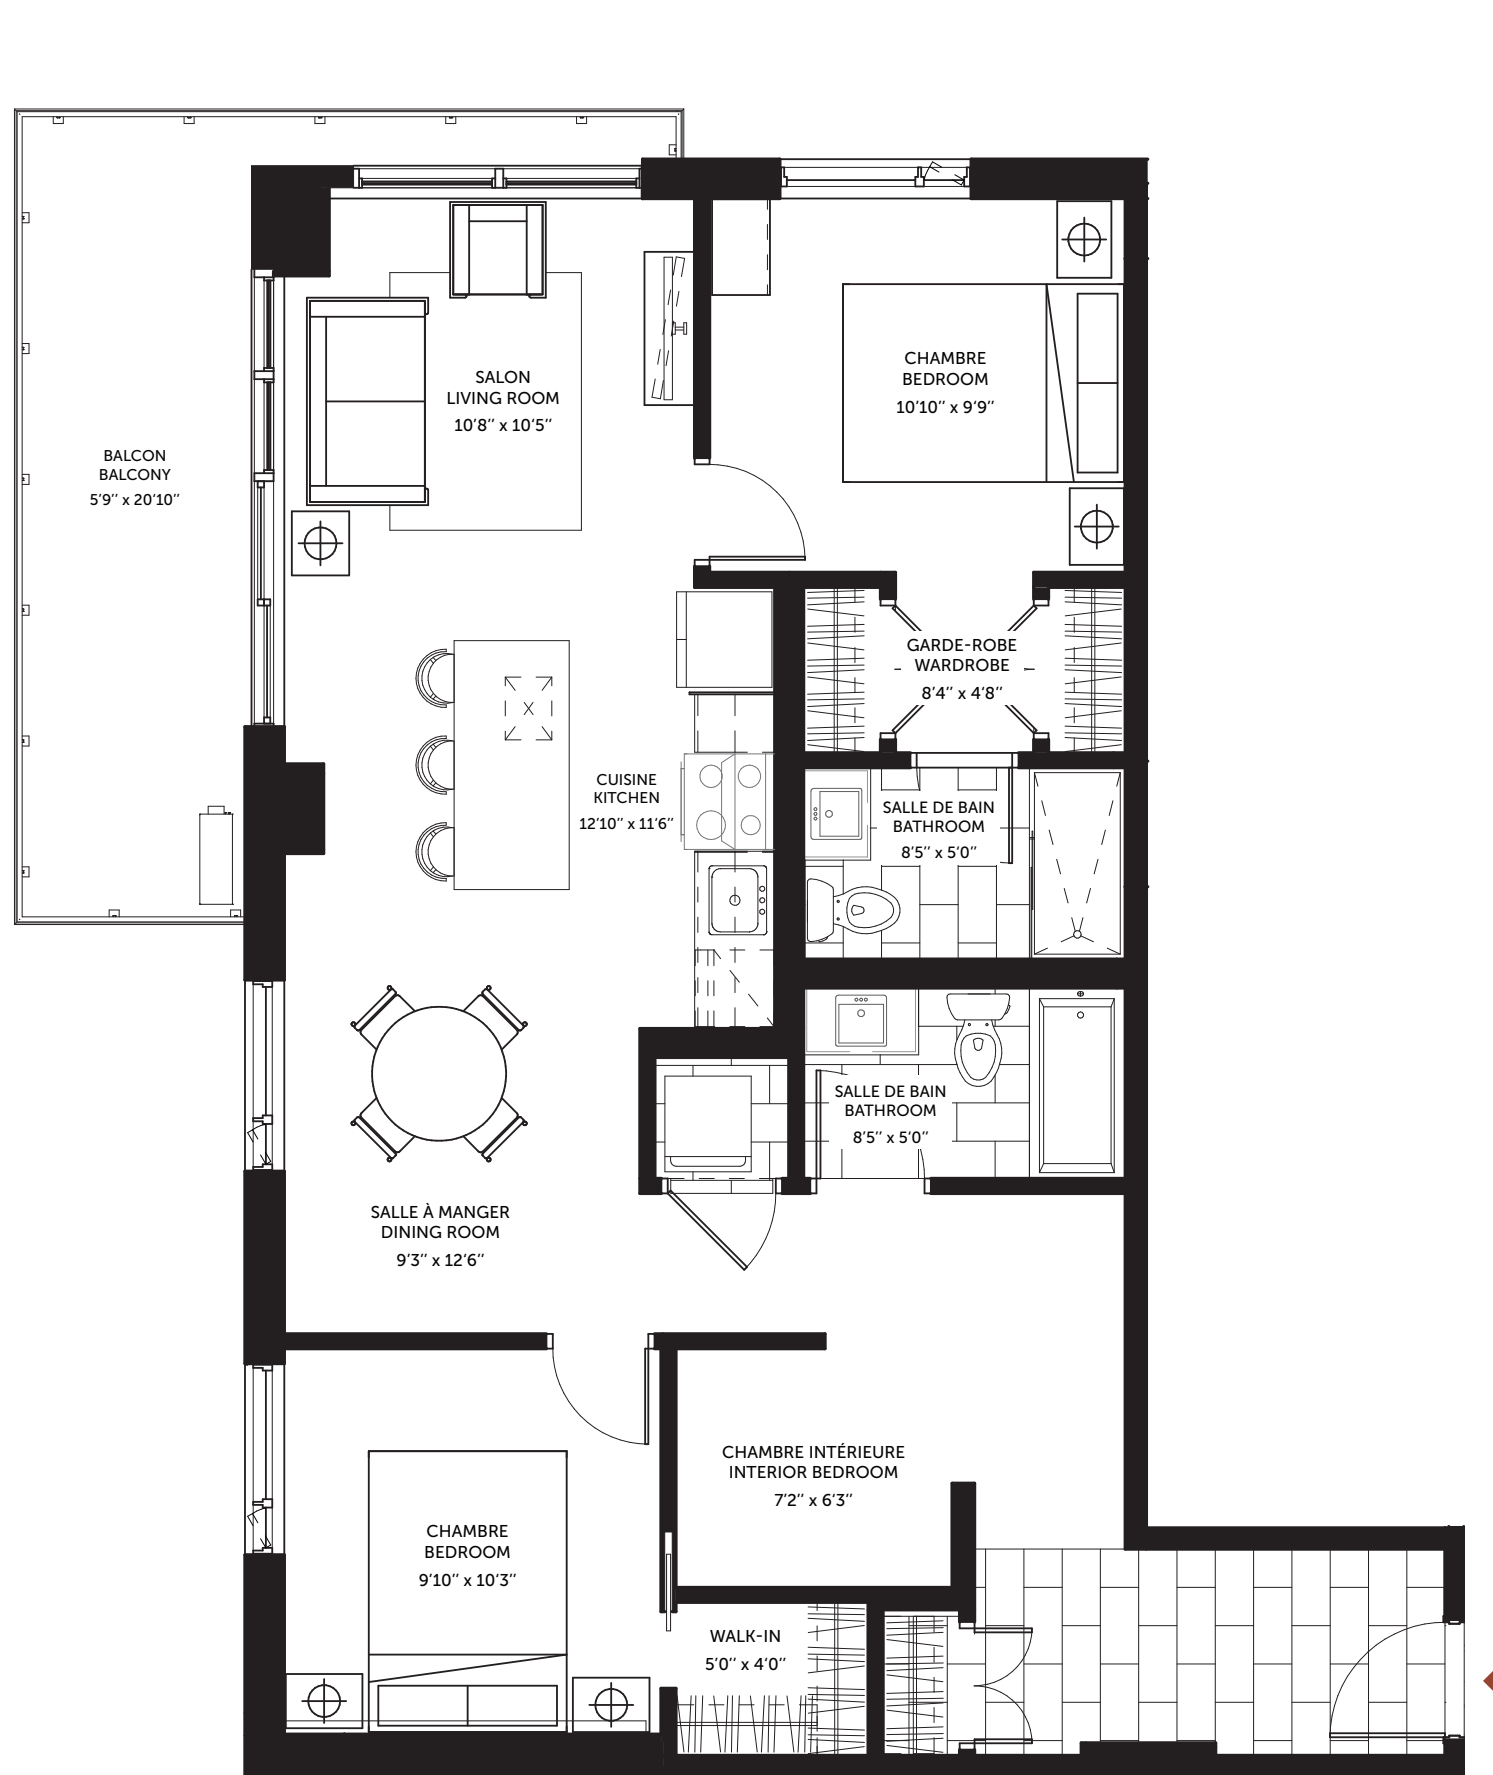 SALON
LIVING ROOM
10'8'' x 10'5''
CHAMBRE
BEDROOM
10'10'' x 9'9''
BALCON
BALCONY
5'9'' x 20'10''
GARDE-ROBE
WARDROBE
8'4'' x 4'8''
CUISINE
KITCHEN
12'10'' x 11'6''
SALLE DE BAIN
BATHROOM
8'5'' x 5'0''
SALLE DE BAIN
BATHROOM
8'5'' x 5'0''
SALLE À MANGER
DINING ROOM
9'3'' x 12'6''
CHAMBRE INTÉRIEURE
INTERIOR BEDROOM
7'2'' x 6'3''
CHAMBRE
BEDROOM
9'10'' x 10'3''
WALK-IN
5'0'' x 4'0''